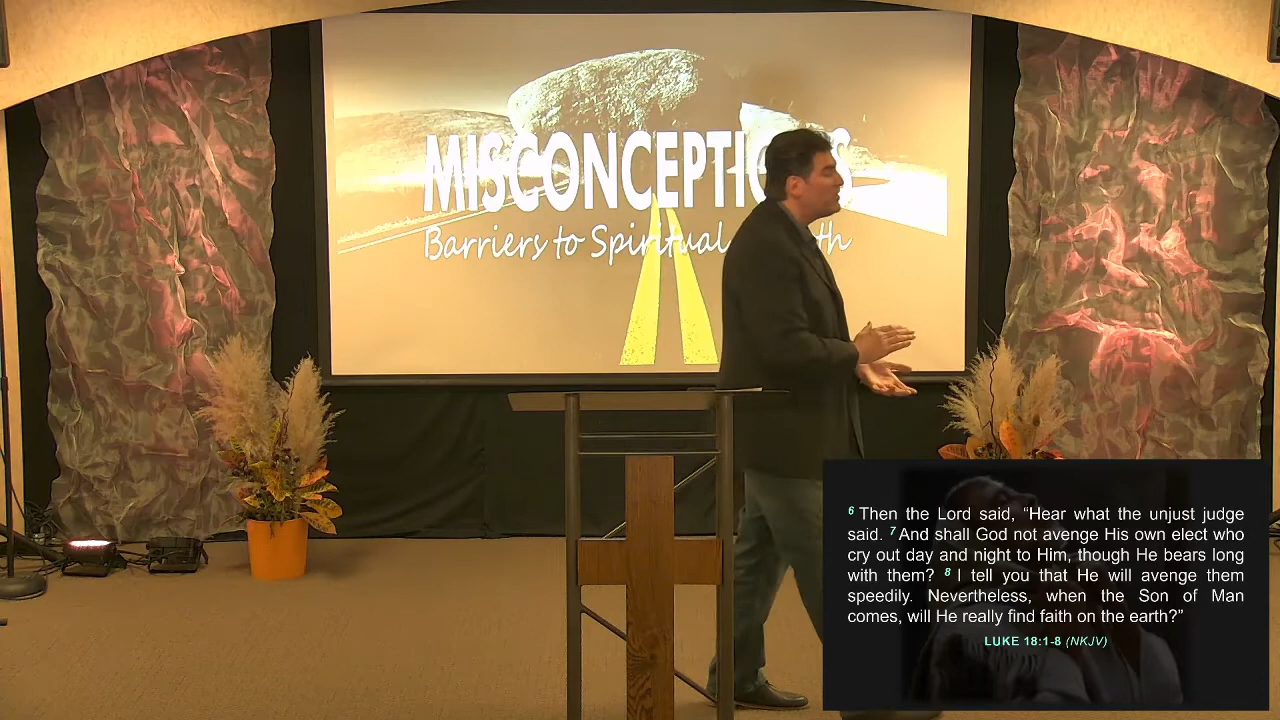 MISCONCEPTI S
Barriers to Spiritual th
6 Then the Lord said, “Hear what the unjust judge
said. 7 And shall God not avenge His own elect who
cry out day and night to Him, though He bears long
with them? 8 I tell you that He will avenge them
speedily. Nevertheless, when the Son of Man
comes, will He really find faith on the earth?”
LUKE 18:1-8 (NKJV)